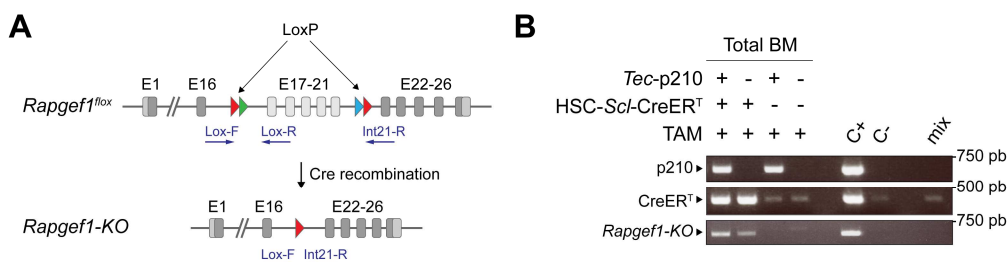 A
LoxP
E1 E16 E17-21 E22-26
Rapgef1flox
Lox-F Lox-R Int21-R
Cre recombination
E1 E16 E22-26
Rapgef1-KO
Lox-F Int21-R
B
Total BM
Tec-p210 + - + -
HSC-Scl-CreERT + + - -
TAM + + + + C+ C- mix
p210 750 pb
CreERT 500 pb
Rapgef1-KO 750 pb